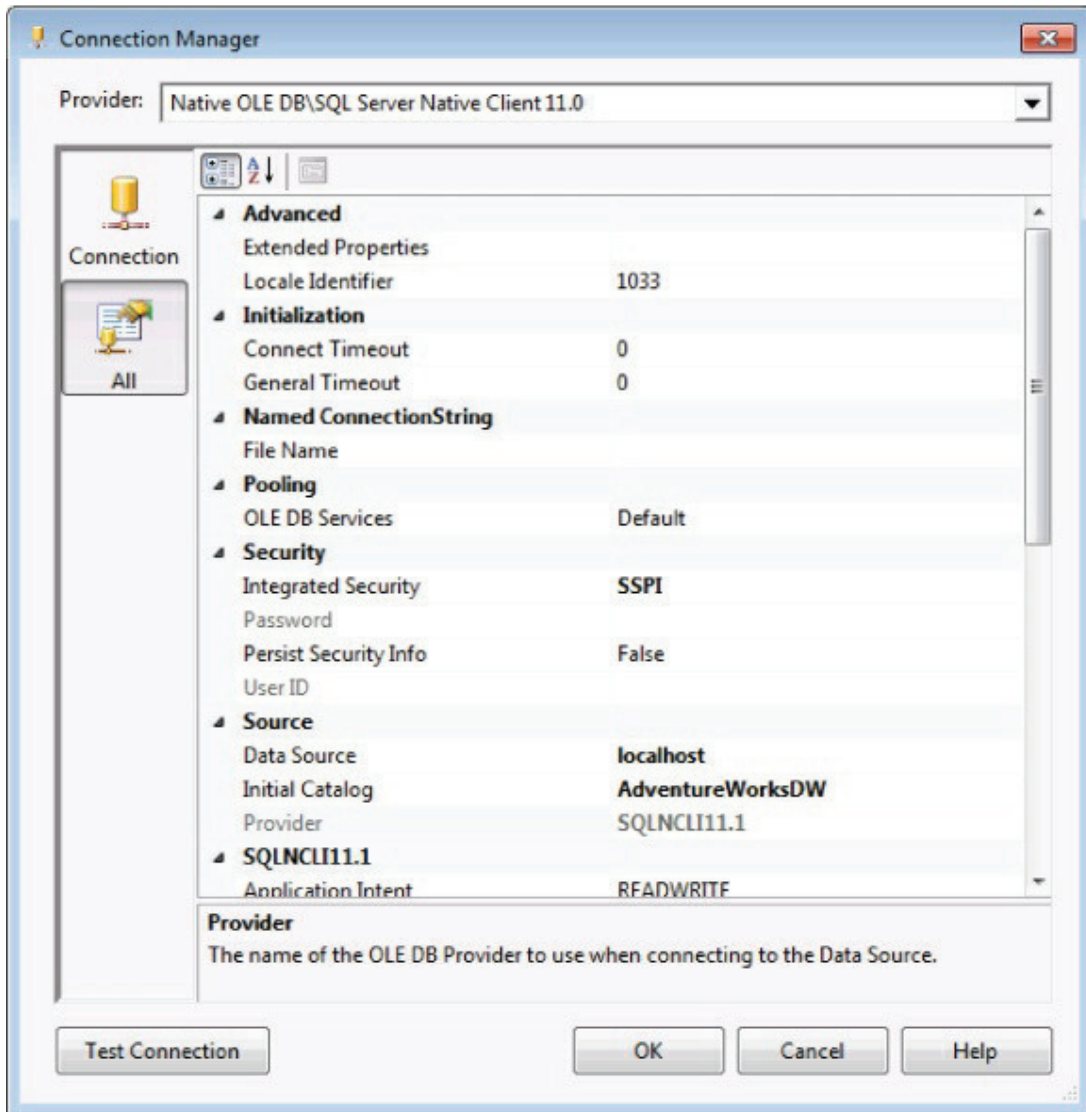 Connection Manager
Provider: Native OLE DB\SQL Server Native Client 11.0
Connection
All
Advanced
Extended Properties
Locale Identifier 1033
Initialization
Connect Timeout 0
General Timeout 0
Named ConnectionString
File Name
Pooling
OLE DB Services Default
Security
Integrated Security SSPI
Password
Persist Security Info False
User ID
Source
Data Source localhost
Initial Catalog AdventureWorksDW
Provider SQLNCLI11.1
SQLNCLI11.1
Application Intent READWRITE
Provider
The name of the OLE DB Provider to use when connecting to the Data Source.
Test Connection OK Cancel Help